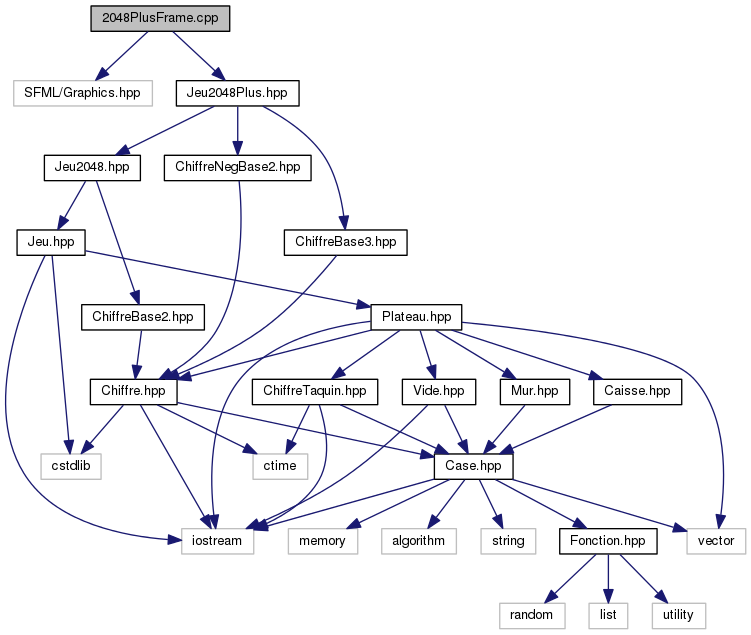 2048PlusFrame.cpp
SFML/Graphics.hpp
Jeu2048Plus.hpp
Jeu2048.hpp
ChiffreNegBase2.hpp
Jeu.hpp
ChiffreBase3.hpp
ChiffreBase2.hpp
Plateau.hpp
Chiffre.hpp
ChiffreTaquin.hpp
Vide.hpp
Mur.hpp
Caisse.hpp
cstdlib
ctime
Case.hpp
iostream
memory
algorithm
string
Fonction.hpp
vector
random
list
utility